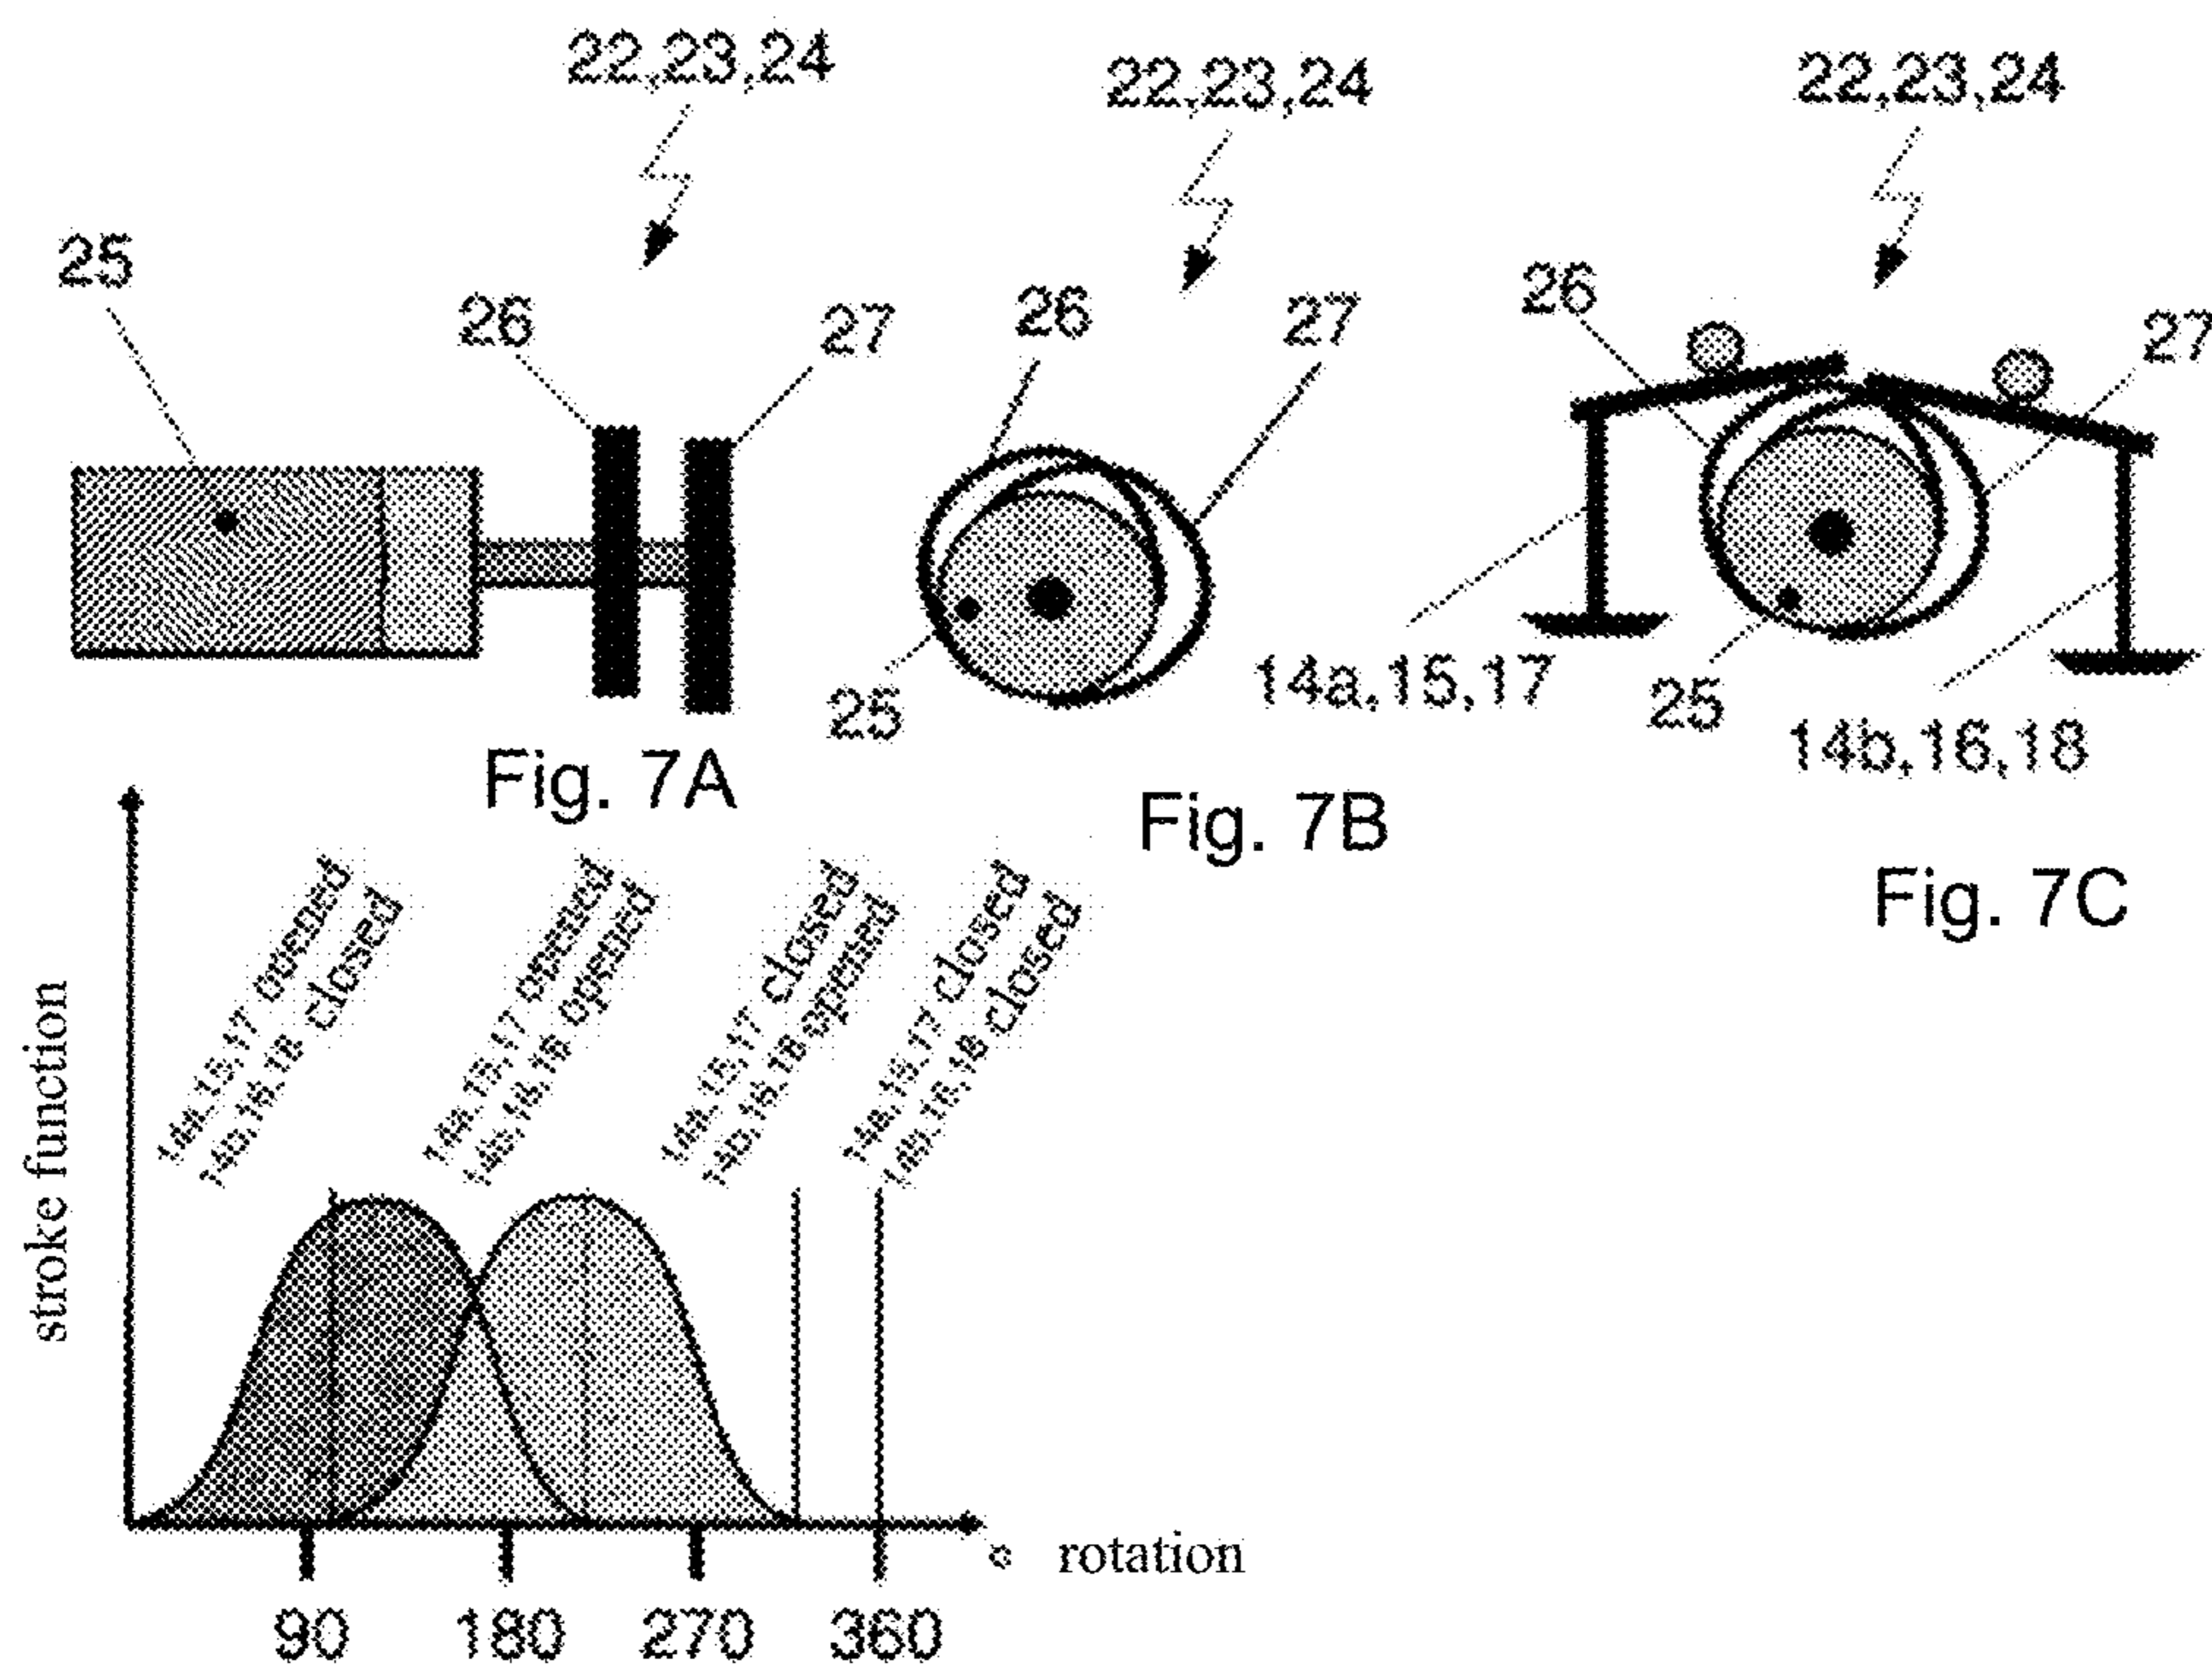 22,23,24
22,23,24
22,23,24
25
26
27
26
27
26
27
25
14a,15,17
25
14b,16,18
Fig. 7A
Fig. 7B
Fig. 7C
stroke function
14a,15,17 opened
14b,16,18 closed
14a,15,17 opened
opened
14a,15,17 closed
14b,16,18 opened
14a,15,17 closed
14b,16,18 closed
° rotation
90
180
270
360